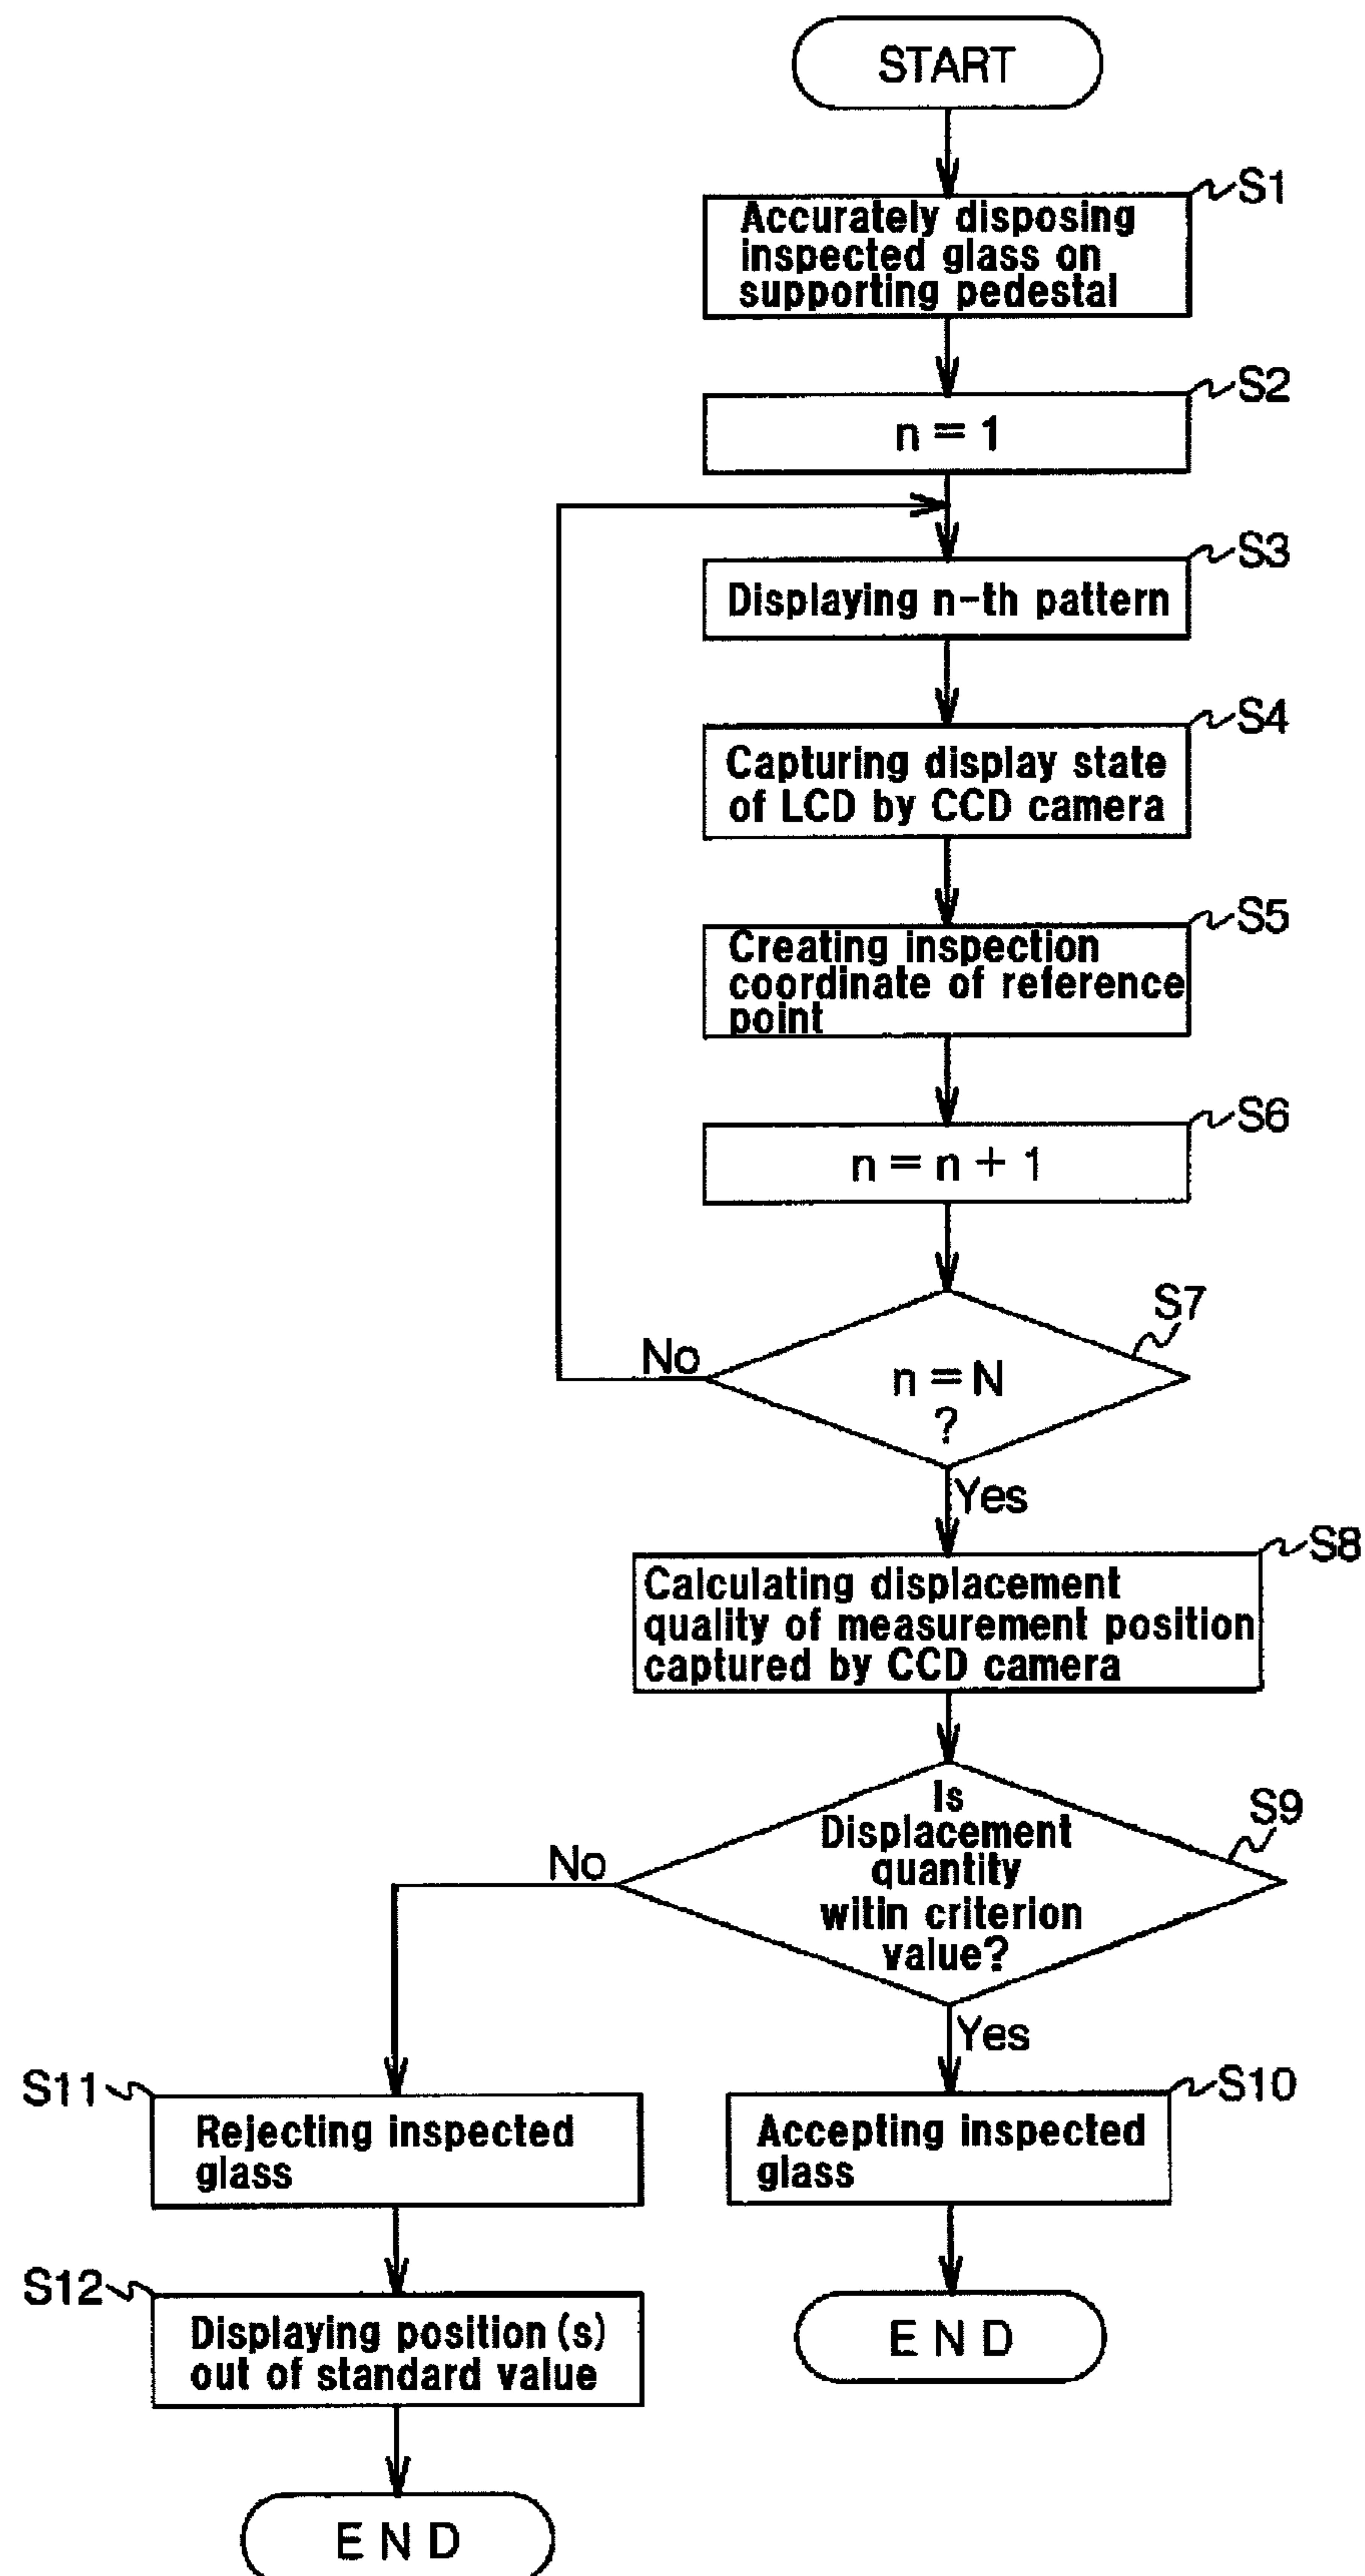 START
S1
Accurately disposing
inspected glass on
supporting pedestal
S2
n = 1
S3
Displaying n-th pattern
S4
Capturing display state
of LCD by CCD camera
S5
Creating inspection
coordinate of reference
point
S6
n = n + 1
S7
No
n = N
?
Yes
S8
Calculating displacement
quality of measurement position
captured by CCD camera
S9
Is
Displacement
quantity
witin criterion
value?
No
Yes
S11
Rejecting inspected
glass
S10
Accepting inspected
glass
S12
Displaying position(s)
out of standard value
END
END